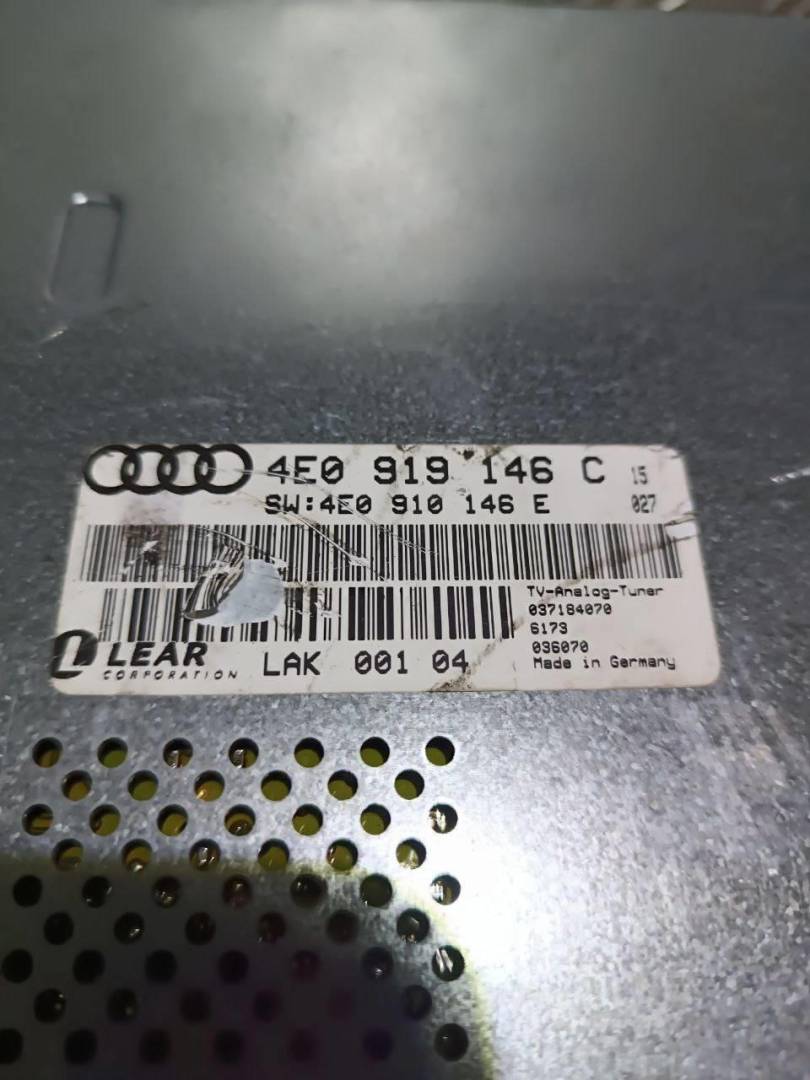 4E0 919 146 C 15
SW:4E0 910 146 E 027
TV-Analog-Tuner
037184070
6173
036070
Made in Germany
LEAR
CORPORATION
LAK 001 04